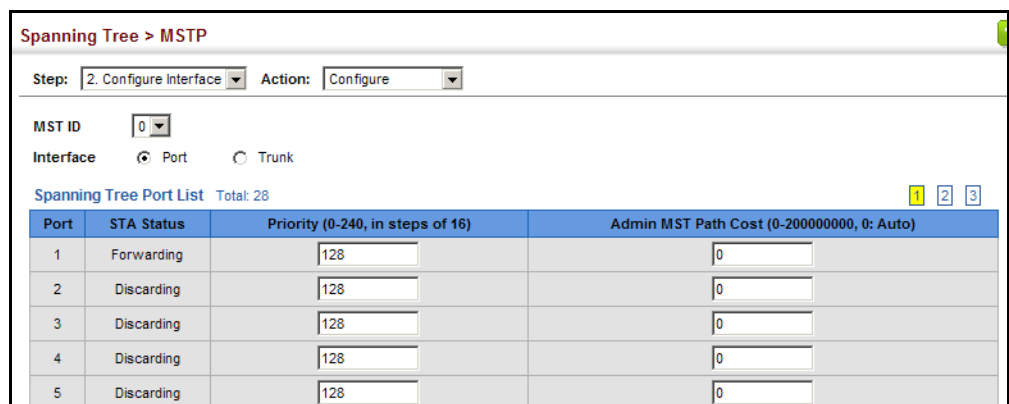 Spanning Tree > MSTP
Step: 2. Configure Interface Action: Configure
MST ID 0
Interface Port Trunk
Spanning Tree Port List Total: 28 1 2 3
Port STA Status Priority (0-240, in steps of 16) Admin MST Path Cost (0-200000000, 0: Auto)
1 Forwarding 128 0
2 Discarding 128 0
3 Discarding 128 0
4 Discarding 128 0
5 Discarding 128 0